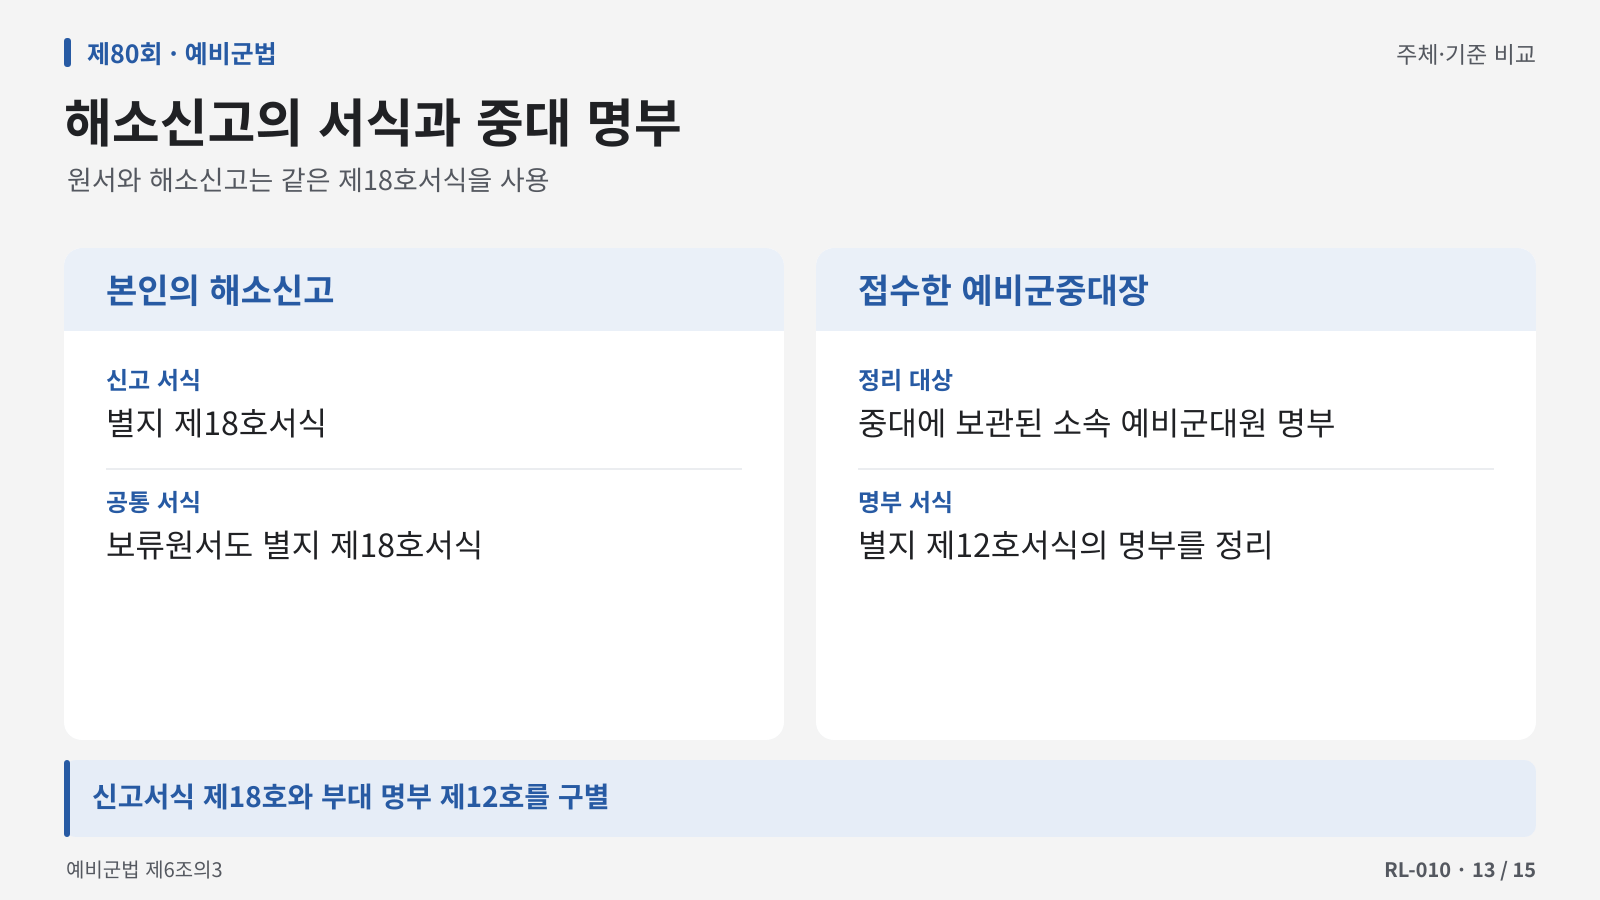 제80회 · 예비군법
주체·기준 비교
해소신고의 서식과 중대 명부
원서와 해소신고는 같은 제18호서식을 사용
본인의 해소신고
신고 서식
별지 제18호서식
공통 서식
보류원서도 별지 제18호서식
접수한 예비군중대장
정리 대상
중대에 보관된 소속 예비군대원 명부
명부 서식
별지 제12호서식의 명부를 정리
신고서식 제18호와 부대 명부 제12호를 구별
예비군법 제6조의3
RL-010 · 13 / 15